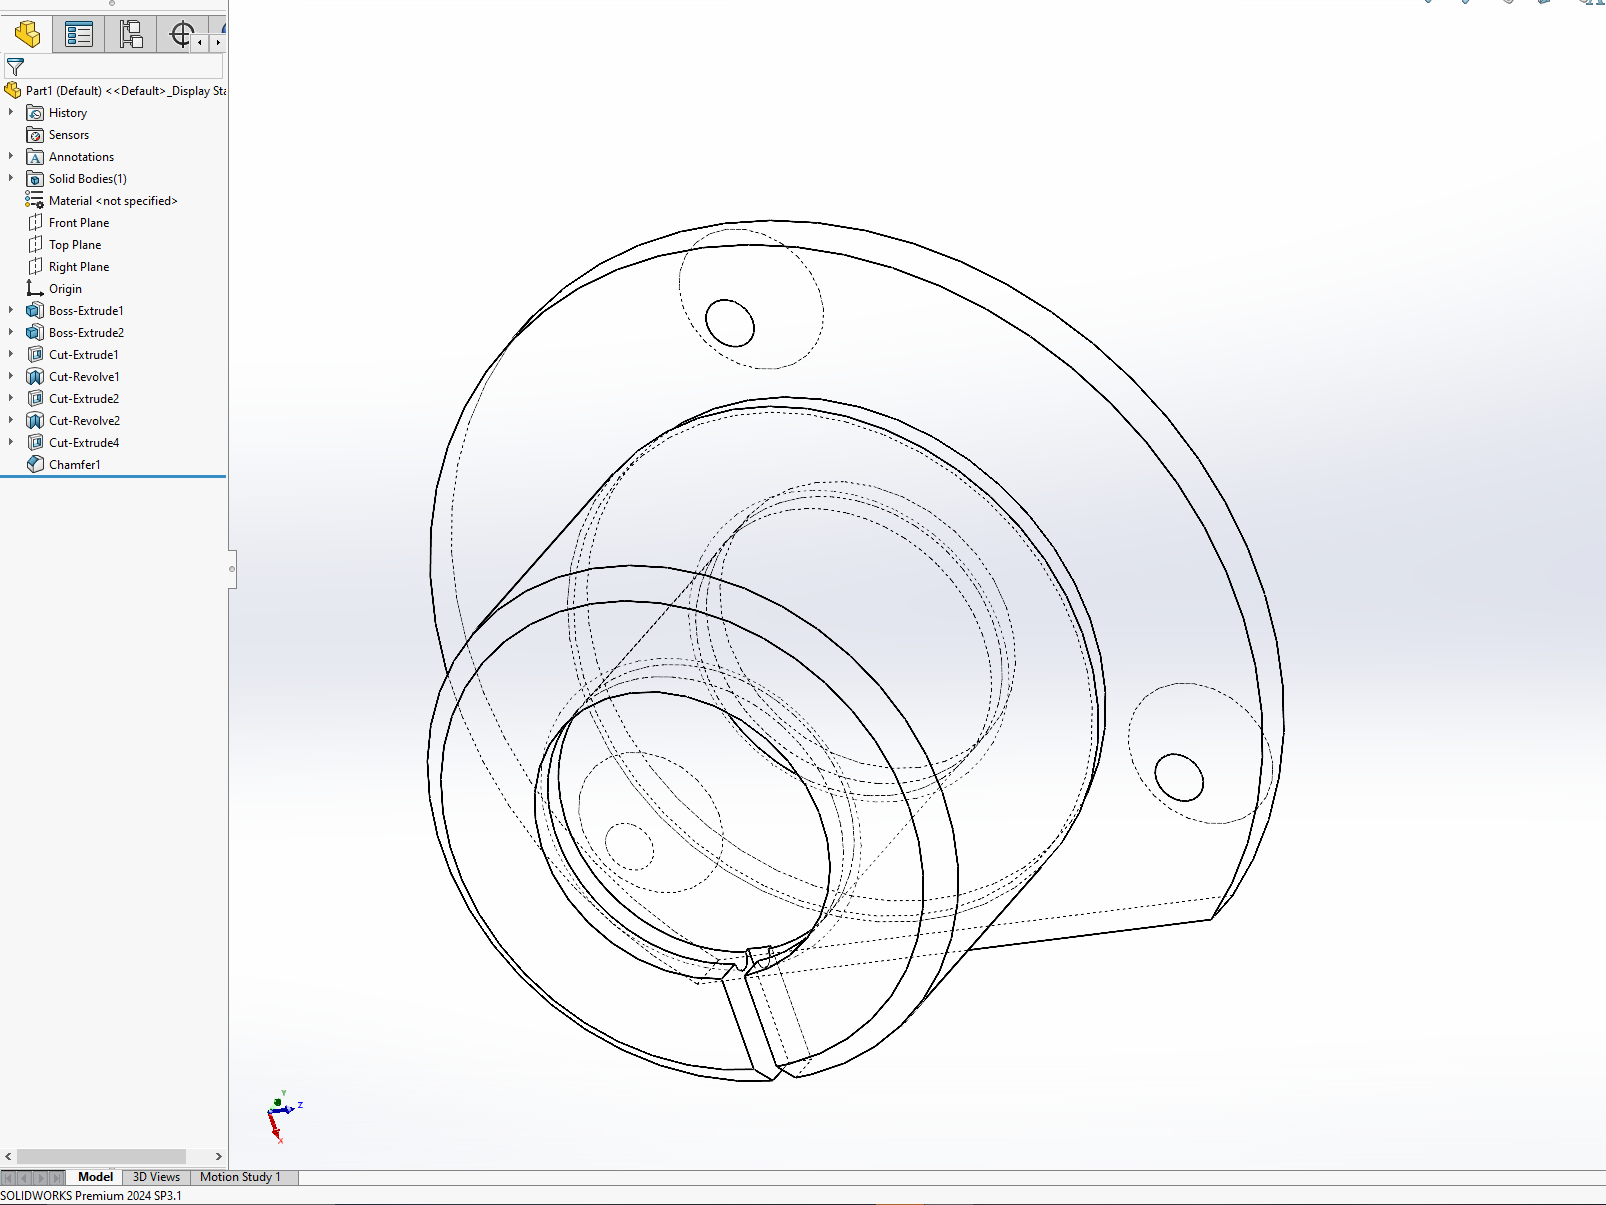 Part1 (Default) <<Default>_Display Sta
History
Sensors
Annotations
Solid Bodies(1)
Material <not specified>
Front Plane
Top Plane
Right Plane
Origin
Boss-Extrude1
Boss-Extrude2
Cut-Extrude1
Cut-Revolve1
Cut-Extrude2
Cut-Revolve2
Cut-Extrude4
Chamfer1
Y
Z
X
Model
3D Views
Motion Study 1
SOLIDWORKS Premium 2024 SP3.1